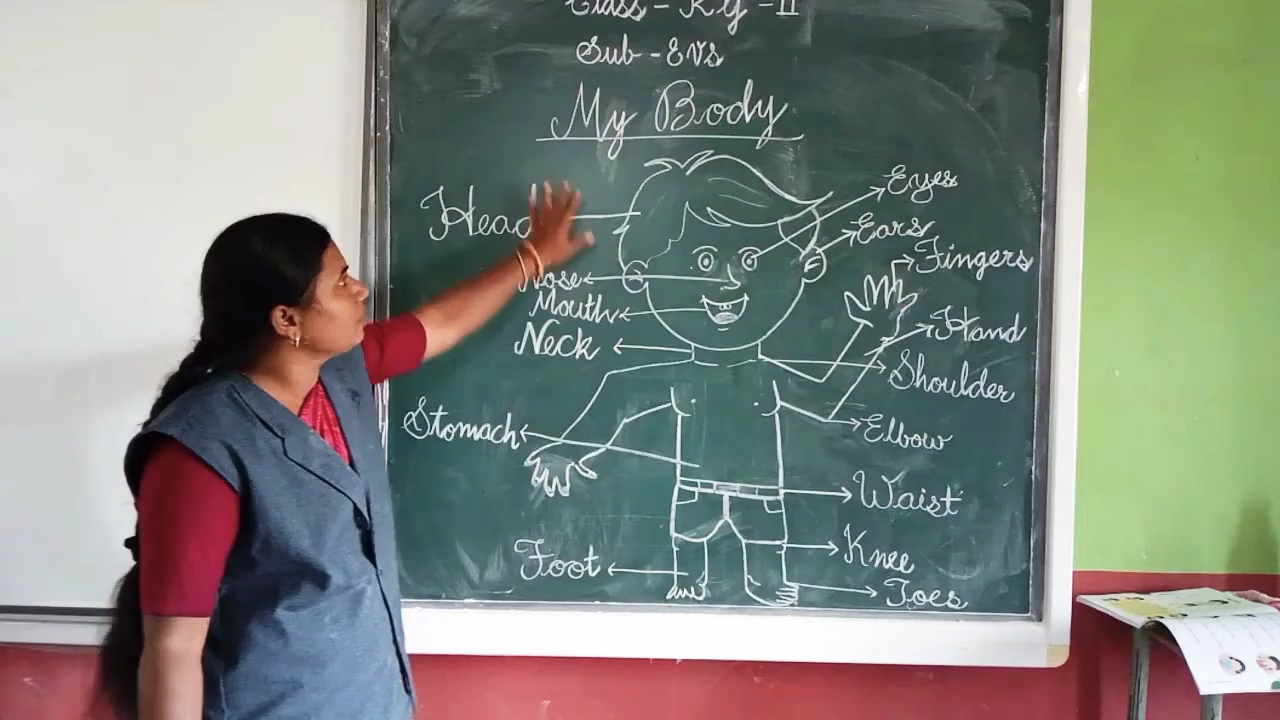 Class - KG - II
Sub - EVS
My Body
Head
Nose
Mouth
Neck
Stomach
Foot
Eyes
Ears
Fingers
Hand
Shoulder
Elbow
Waist
Knee
Toes